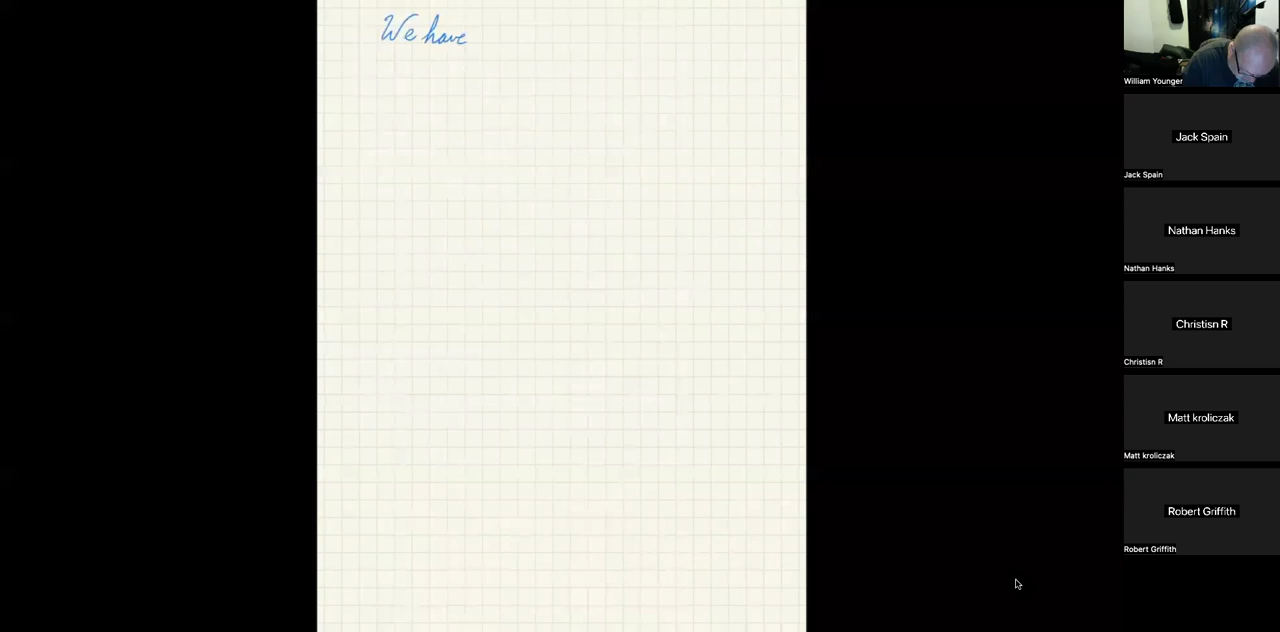 We have
William Younger
Jack Spain
Jack Spain
Nathan Hanks
Nathan Hanks
Christisn R
Christisn R
Matt kroliczak
Matt kroliczak
Robert Griffith
Robert Griffith